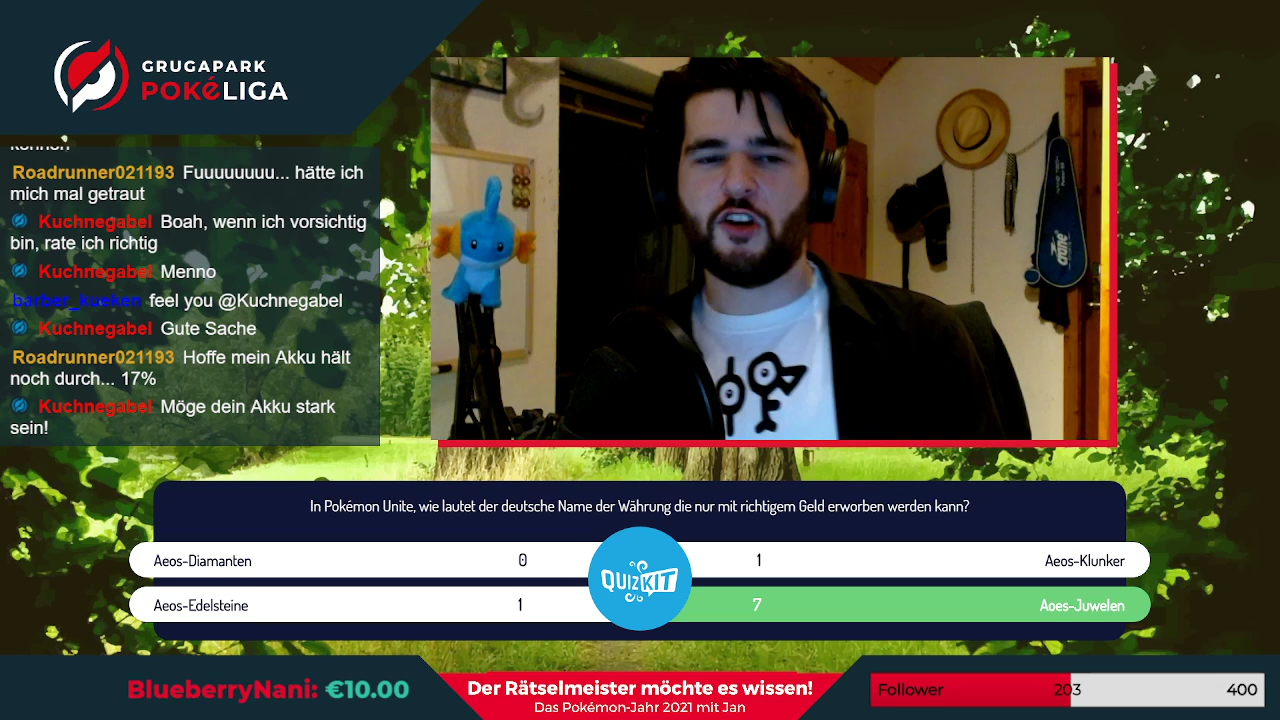 GRUGAPARK
POKéLIGA
können
Roadrunner021193 Fuuuuuuuu... hätte ich
mich mal getraut
Kuchnegabel Boah, wenn ich vorsichtig
bin, rate ich richtig
Kuchnegabel Menno
barber_kueken feel you @Kuchnegabel
Kuchnegabel Gute Sache
Roadrunner021193 Hoffe mein Akku hält
noch durch... 17%
Kuchnegabel Möge dein Akku stark
sein!
crane
In Pokémon Unite, wie lautet der deutsche Name der Währung die nur mit richtigem Geld erworben werden kann?
Aeos-Diamanten 0
1 Aeos-Klunker
QUIZKIT
Aeos-Edelsteine 1
7 Aoes-Juwelen
BlueberryNani: €10.00
Der Rätselmeister möchte es wissen!
Das Pokémon-Jahr 2021 mit Jan
Follower 203 400